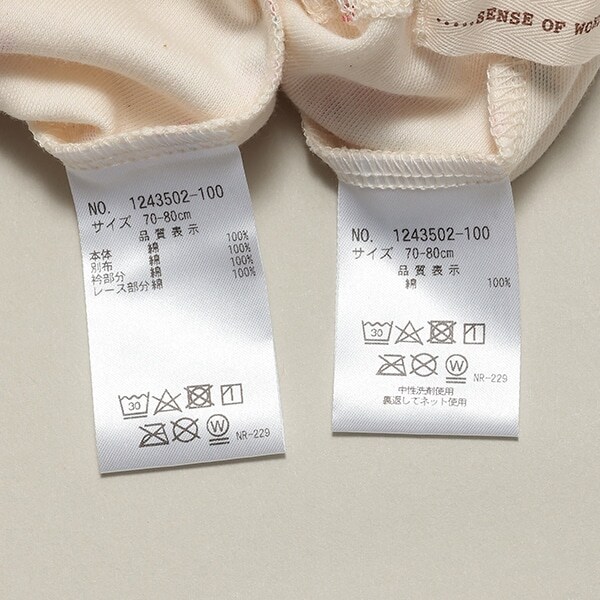 .....SENSE OF WON
NO. 1243502-100
サイズ 70-80cm
品質表示
本体 綿 100%
別布 綿 100%
衿部分 綿 100%
レース部分綿 100%
30
W
NR-229
NO. 1243502-100
サイズ 70-80cm
品質表示
綿 100%
30
W
NR-229
中性洗剤使用
裏返してネット使用